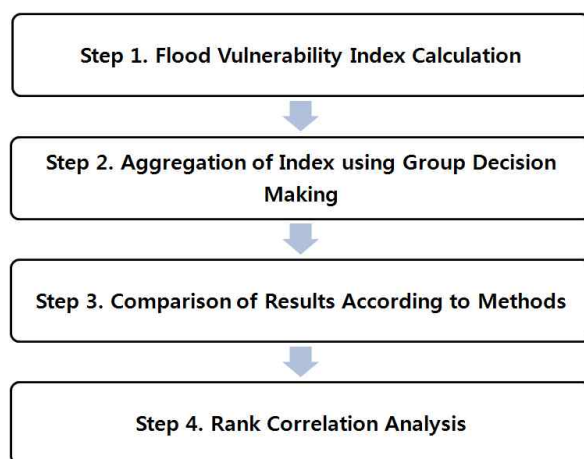 Step 1. Flood Vulnerability Index Calculation
Step 2. Aggregation of Index using Group Decision
Making
Step 3. Comparison of Results According to Methods
Step 4. Rank Correlation Analysis